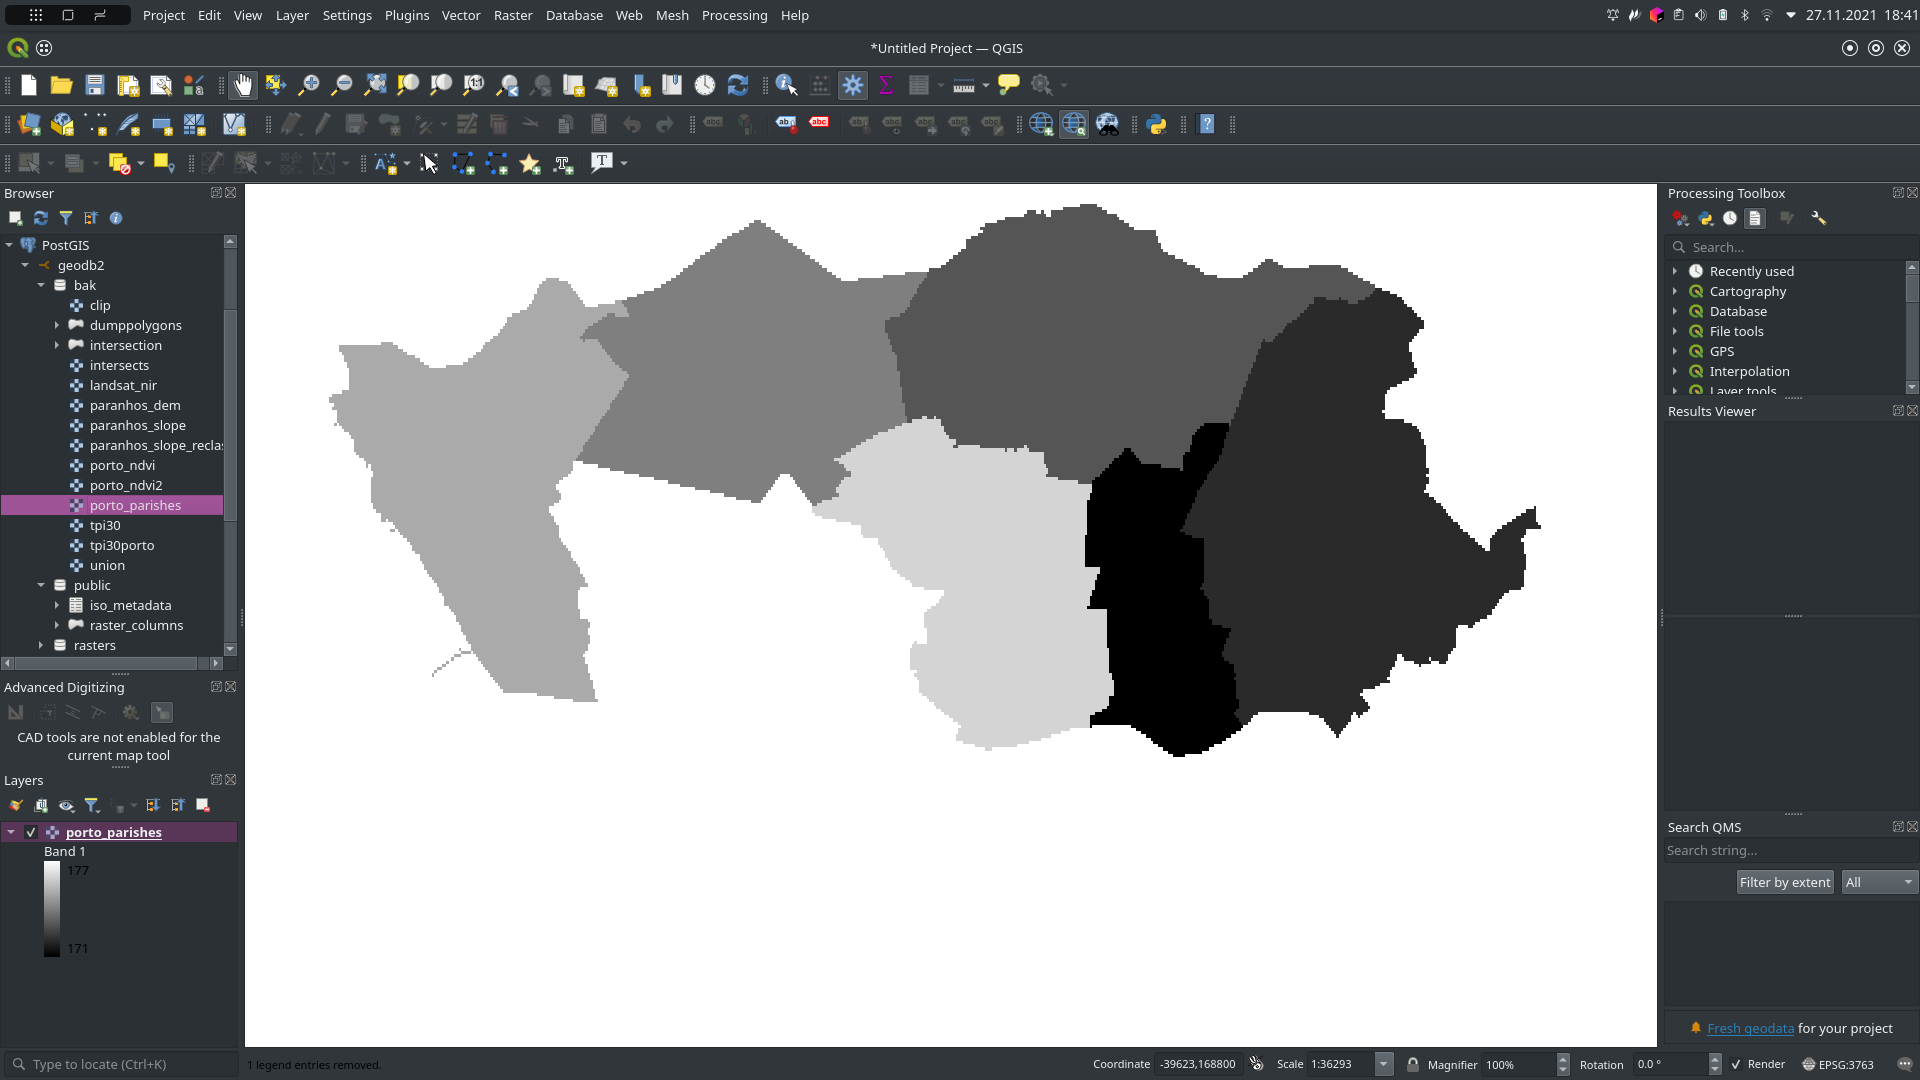 Project Edit View Layer Settings Plugins Vector Raster Database Web Mesh Processing Help
27.11.2021 18:41
*Untitled Project — QGIS
Browser
PostGIS
geodb2
bak
clip
dumppolygons
intersection
intersects
landsat_nir
paranhos_dem
paranhos_slope
paranhos_slope_reclas
porto_ndvi
porto_ndvi2
porto_parishes
tpi30
tpi30porto
union
public
iso_metadata
raster_columns
rasters
Advanced Digitizing
CAD tools are not enabled for the
current map tool
Layers
porto_parishes
Band 1
177
171
Processing Toolbox
Search...
Recently used
Cartography
Database
File tools
GPS
Interpolation
Layer tools
Results Viewer
Search QMS
Search string...
Filter by extent All
Fresh geodata for your project
Type to locate (Ctrl+K)
1 legend entries removed.
Coordinate -39623,168800
Scale 1:36293
Magnifier 100%
Rotation 0.0 °
Render
EPSG:3763